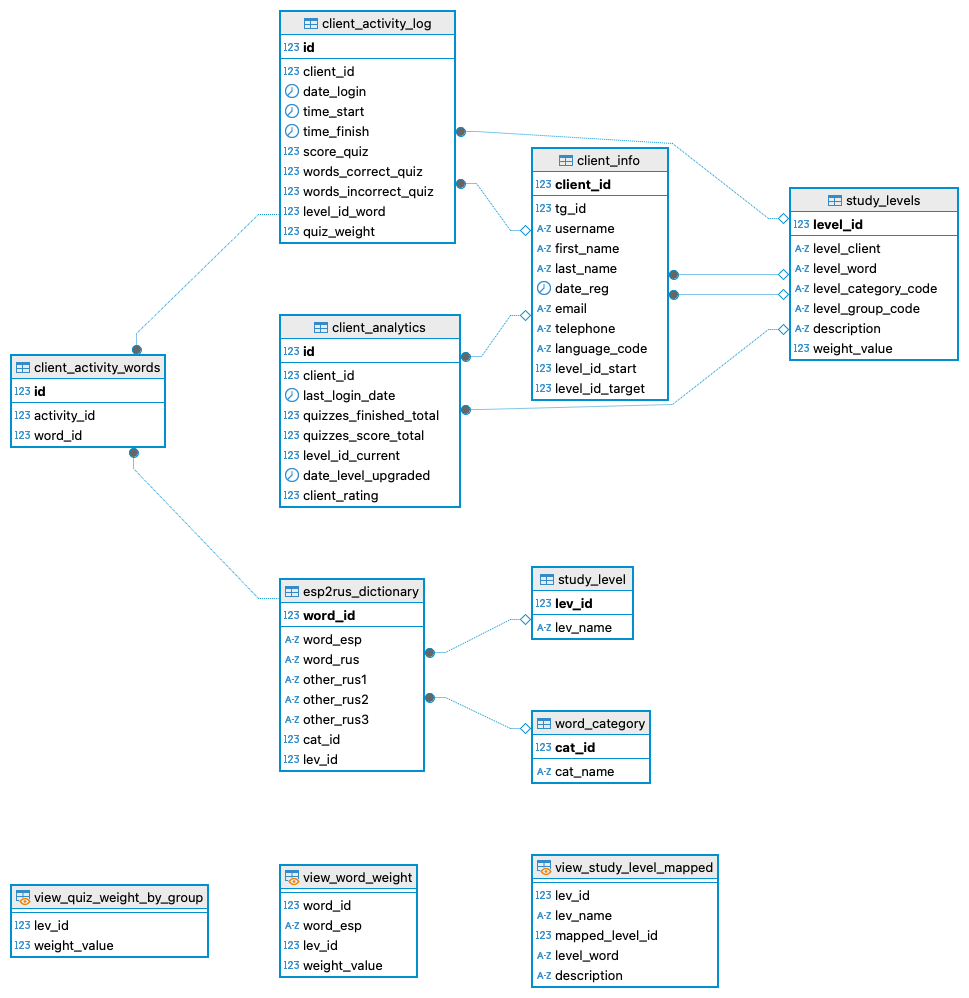 client_activity_log
123 id
123 client_id
date_login
time_start
time_finish
123 score_quiz
123 words_correct_quiz
123 words_incorrect_quiz
123 level_id_word
123 quiz_weight
client_info
123 client_id
123 tg_id
A-Z username
A-Z first_name
A-Z last_name
date_reg
A-Z email
A-Z telephone
A-Z language_code
123 level_id_start
123 level_id_target
study_levels
123 level_id
A-Z level_client
A-Z level_word
A-Z level_category_code
A-Z level_group_code
A-Z description
123 weight_value
client_analytics
123 id
123 client_id
last_login_date
123 quizzes_finished_total
123 quizzes_score_total
123 level_id_current
date_level_upgraded
123 client_rating
client_activity_words
123 id
123 activity_id
123 word_id
esp2rus_dictionary
123 word_id
A-Z word_esp
A-Z word_rus
A-Z other_rus1
A-Z other_rus2
A-Z other_rus3
123 cat_id
123 lev_id
study_level
123 lev_id
A-Z lev_name
word_category
123 cat_id
A-Z cat_name
view_quiz_weight_by_group
123 lev_id
123 weight_value
view_word_weight
123 word_id
A-Z word_esp
123 lev_id
123 weight_value
view_study_level_mapped
123 lev_id
A-Z lev_name
123 mapped_level_id
A-Z level_word
A-Z description